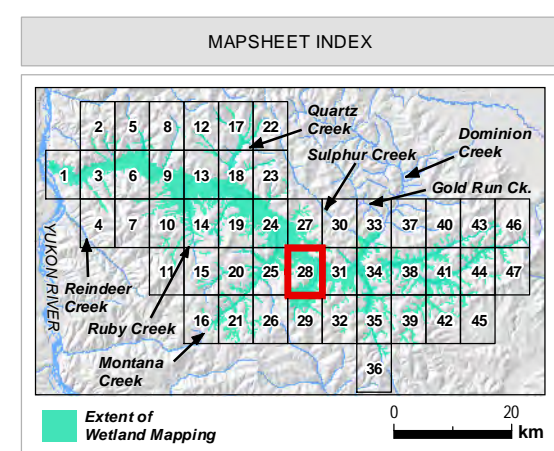 MAPSHEET INDEX
Quartz
Creek
Dominion
Creek
Sulphur Creek
Gold Run Ck.
2 5 8 12 17 22
1 3 6 9 13 18 23
4 7 10 14 19 24 27 30 33 37 40 43 46
11 15 20 25 28 31 34 38 41 44 47
16 21 26 29 32 35 39 42 45
36
YUKON RIVER
Reindeer
Creek
Ruby Creek
Montana
Creek
Extent of
Wetland Mapping
0 20
km